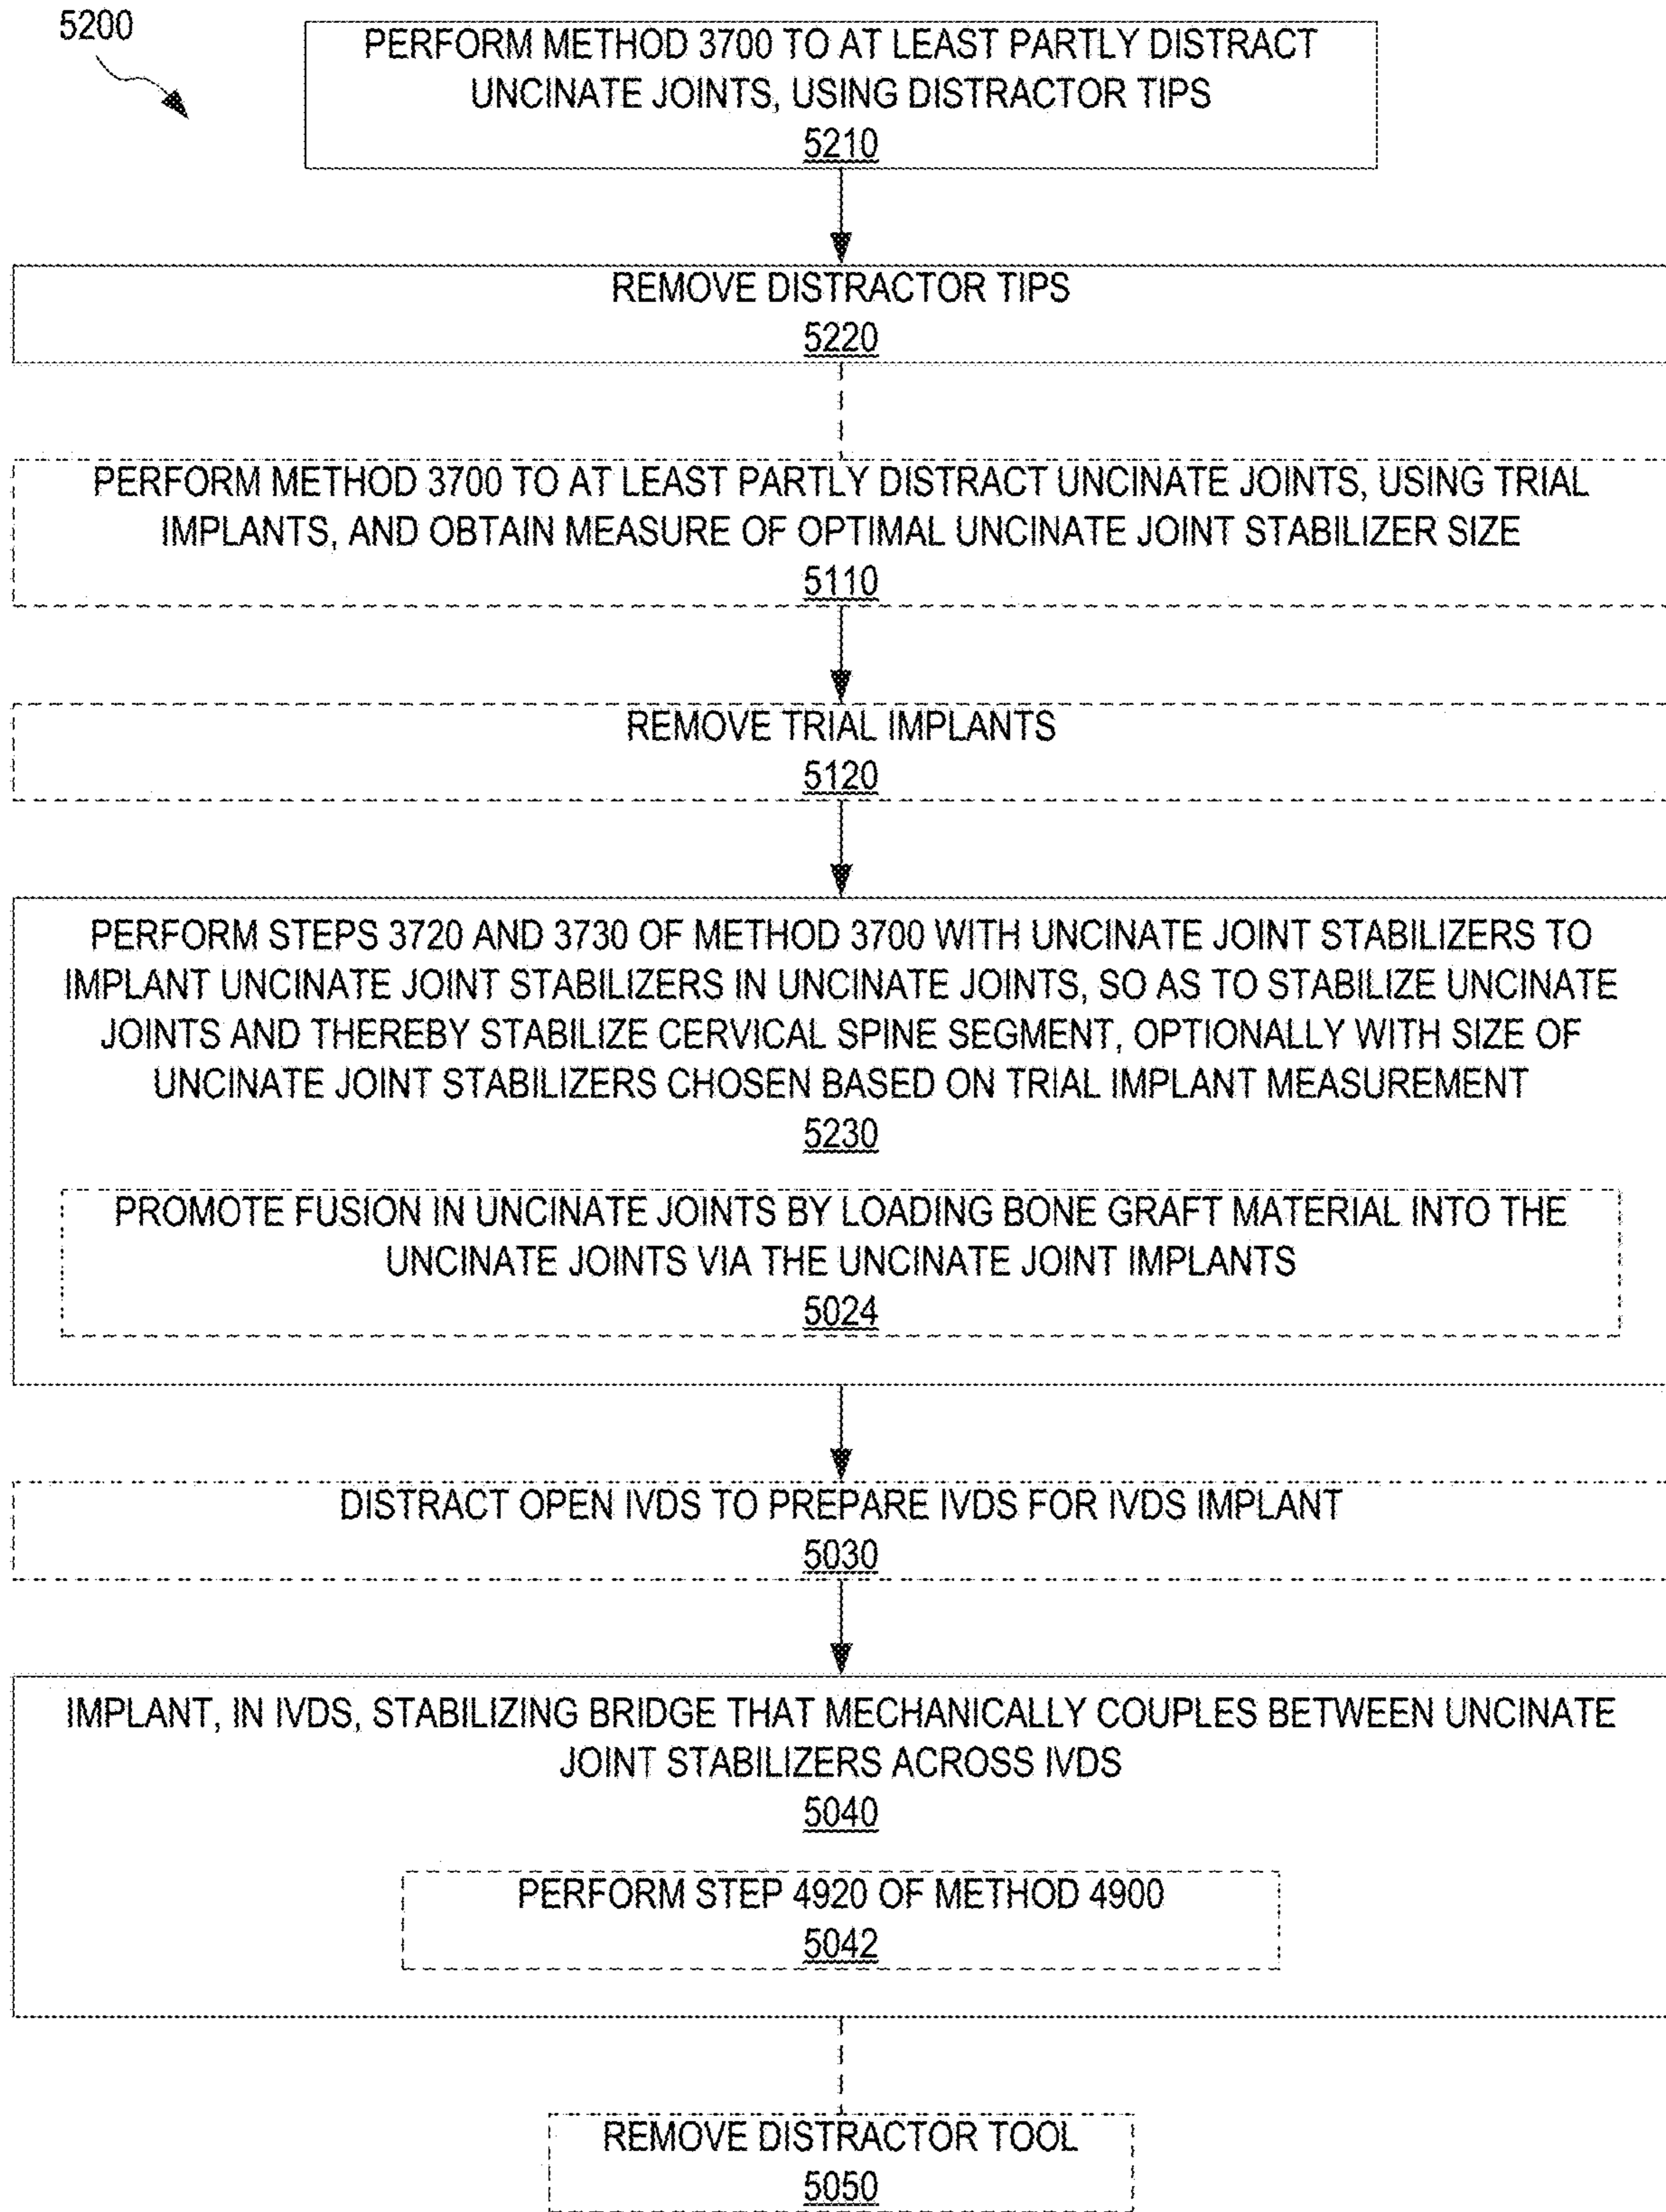 5200
PERFORM METHOD 3700 TO AT LEAST PARTLY DISTRACT
UNCINATE JOINTS, USING DISTRACTOR TIPS
5210
REMOVE DISTRACTOR TIPS
5220
PERFORM METHOD 3700 TO AT LEAST PARTLY DISTRACT UNCINATE JOINTS, USING TRIAL
IMPLANTS, AND OBTAIN MEASURE OF OPTIMAL UNCINATE JOINT STABILIZER SIZE
5110
REMOVE TRIAL IMPLANTS
5120
PERFORM STEPS 3720 AND 3730 OF METHOD 3700 WITH UNCINATE JOINT STABILIZERS TO
IMPLANT UNCINATE JOINT STABILIZERS IN UNCINATE JOINTS, SO AS TO STABILIZE UNCINATE
JOINTS AND THEREBY STABILIZE CERVICAL SPINE SEGMENT, OPTIONALLY WITH SIZE OF
UNCINATE JOINT STABILIZERS CHOSEN BASED ON TRIAL IMPLANT MEASUREMENT
5230
PROMOTE FUSION IN UNCINATE JOINTS BY LOADING BONE GRAFT MATERIAL INTO THE
UNCINATE JOINTS VIA THE UNCINATE JOINT IMPLANTS
5024
DISTRACT OPEN IVDS TO PREPARE IVDS FOR IVDS IMPLANT
5030
IMPLANT, IN IVDS, STABILIZING BRIDGE THAT MECHANICALLY COUPLES BETWEEN UNCINATE
JOINT STABILIZERS ACROSS IVDS
5040
PERFORM STEP 4920 OF METHOD 4900
5042
REMOVE DISTRACTOR TOOL
5050